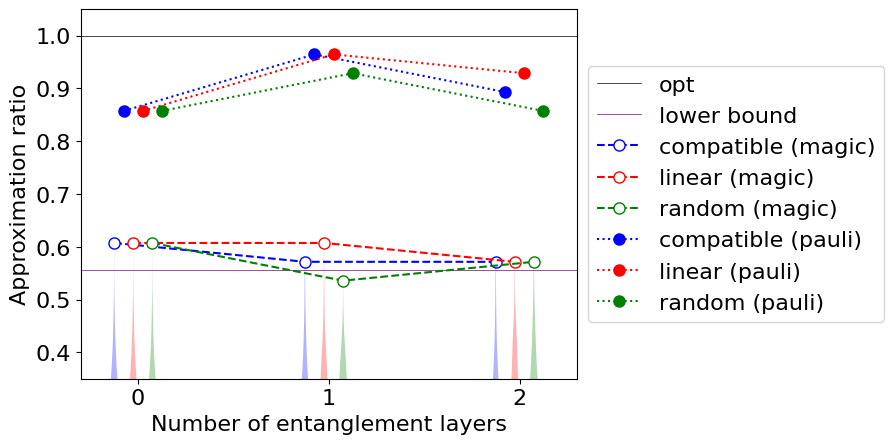 1.0
0.9
0.8
0.7
0.6
0.5
0.4
Approximation ratio
0 1 2
Number of entanglement layers
opt
lower bound
compatible (magic)
linear (magic)
random (magic)
compatible (pauli)
linear (pauli)
random (pauli)